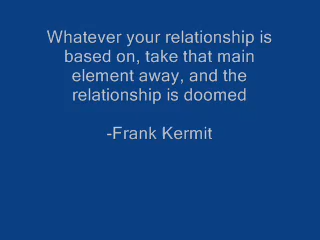 Whatever your relationship is
based on, take that main
element away, and the
relationship is doomed
-Frank Kermit